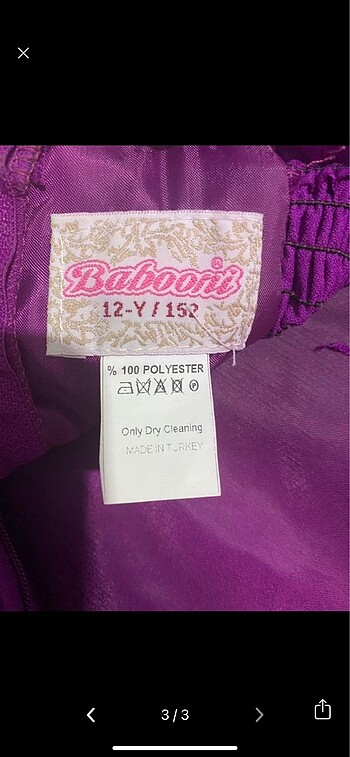 Babooni®
12-Y / 152
% 100 POLYESTER
Only Dry Cleaning
MADE IN TURKEY
3 / 3